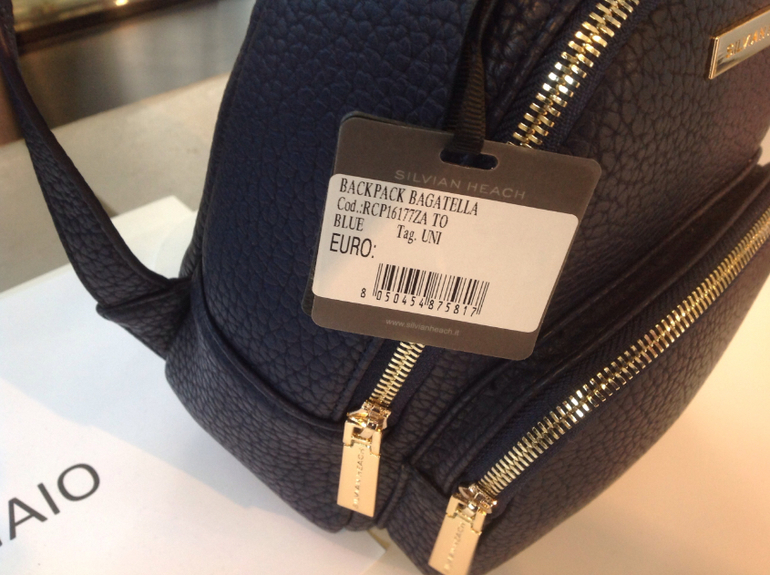 SILVIAN HEACH
BACKPACK BAGATELLA
Cod.:RCP16177ZA TO
BLUE Tag. UNI
EURO:
8 050454 875817
www.silvianheach.it
AIO